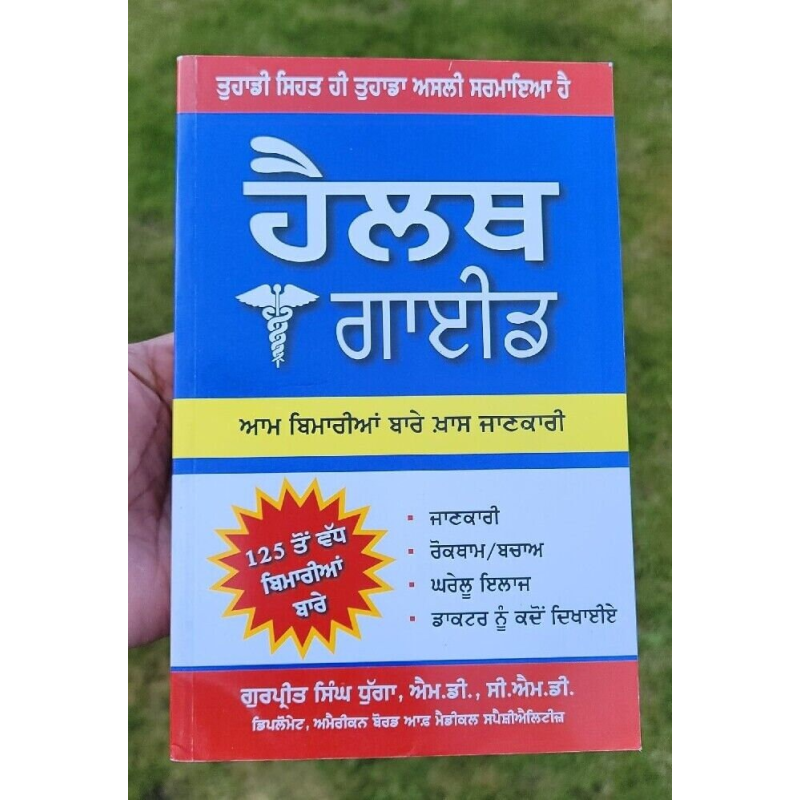 ਤੁਹਾਡੀ ਸਿਹਤ ਹੀ ਤੁਹਾਡਾ ਅਸਲੀ ਸਰਮਾਇਆ ਹੈ
ਹੈਲਥ
ਗਾਈਡ
ਆਮ ਬਿਮਾਰੀਆਂ ਬਾਰੇ ਖ਼ਾਸ ਜਾਣਕਾਰੀ
125 ਤੋਂ ਵੱਧ
ਬਿਮਾਰੀਆਂ
ਬਾਰੇ
▪ ਜਾਣਕਾਰੀ
▪ ਰੋਕਥਾਮ/ਬਚਾਅ
▪ ਘਰੇਲੂ ਇਲਾਜ
▪ ਡਾਕਟਰ ਨੂੰ ਕਦੋਂ ਦਿਖਾਈਏ
ਗੁਰਪ੍ਰੀਤ ਸਿੰਘ ਧੁੱਗਾ, ਐਮ.ਡੀ., ਸੀ.ਐਮ.ਡੀ.
ਡਿਪਲੋਮੇਟ, ਅਮੈਰੀਕਨ ਬੋਰਡ ਆਫ਼ ਮੈਡੀਕਲ ਸਪੈਸ਼ੀਐਲਿਟੀਜ਼